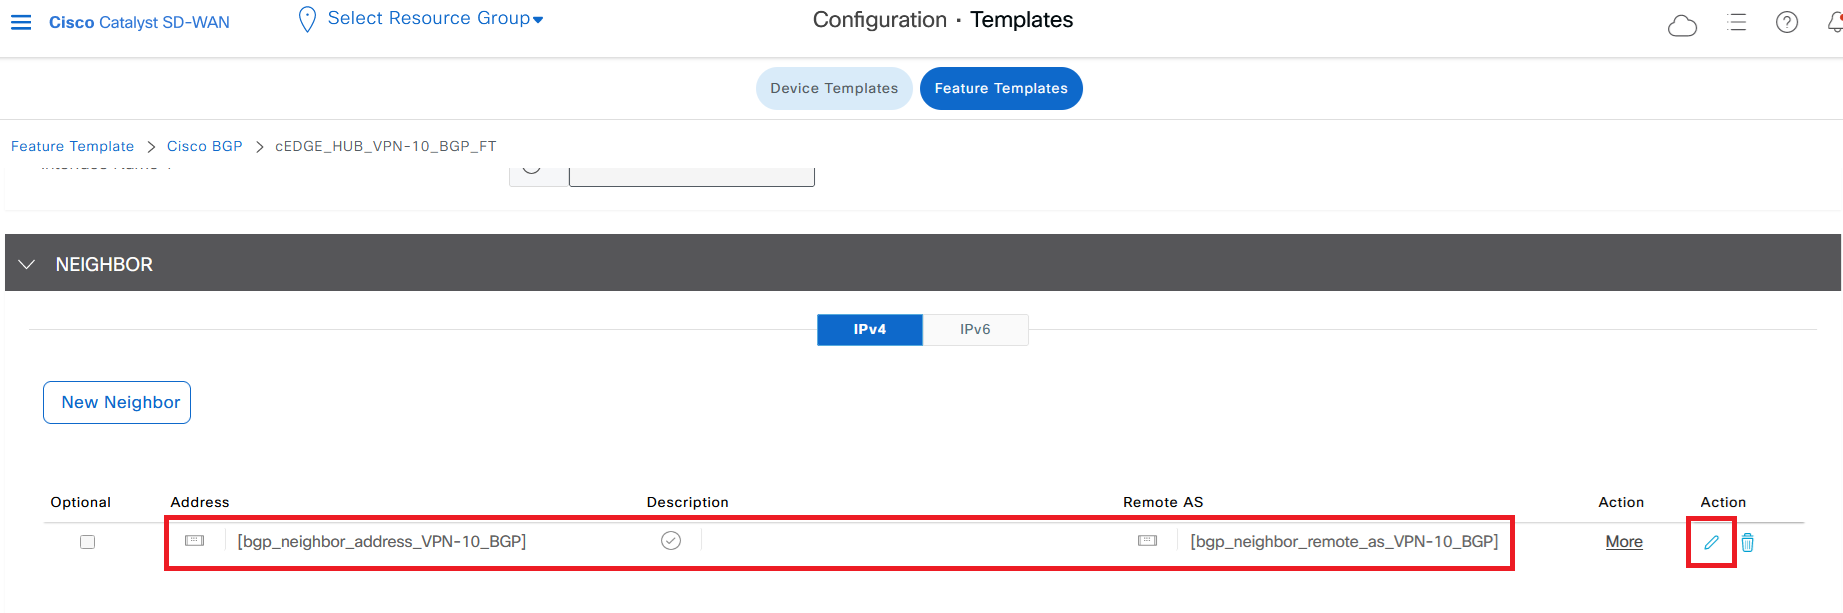 Cisco Catalyst SD-WAN
Select Resource Group
Configuration · Templates
Device Templates
Feature Templates
Feature Template > Cisco BGP > cEDGE_HUB_VPN-10_BGP_FT
NEIGHBOR
IPv4
IPv6
New Neighbor
Optional Address Description Remote AS Action Action
[bgp_neighbor_address_VPN-10_BGP] [bgp_neighbor_remote_as_VPN-10_BGP] More